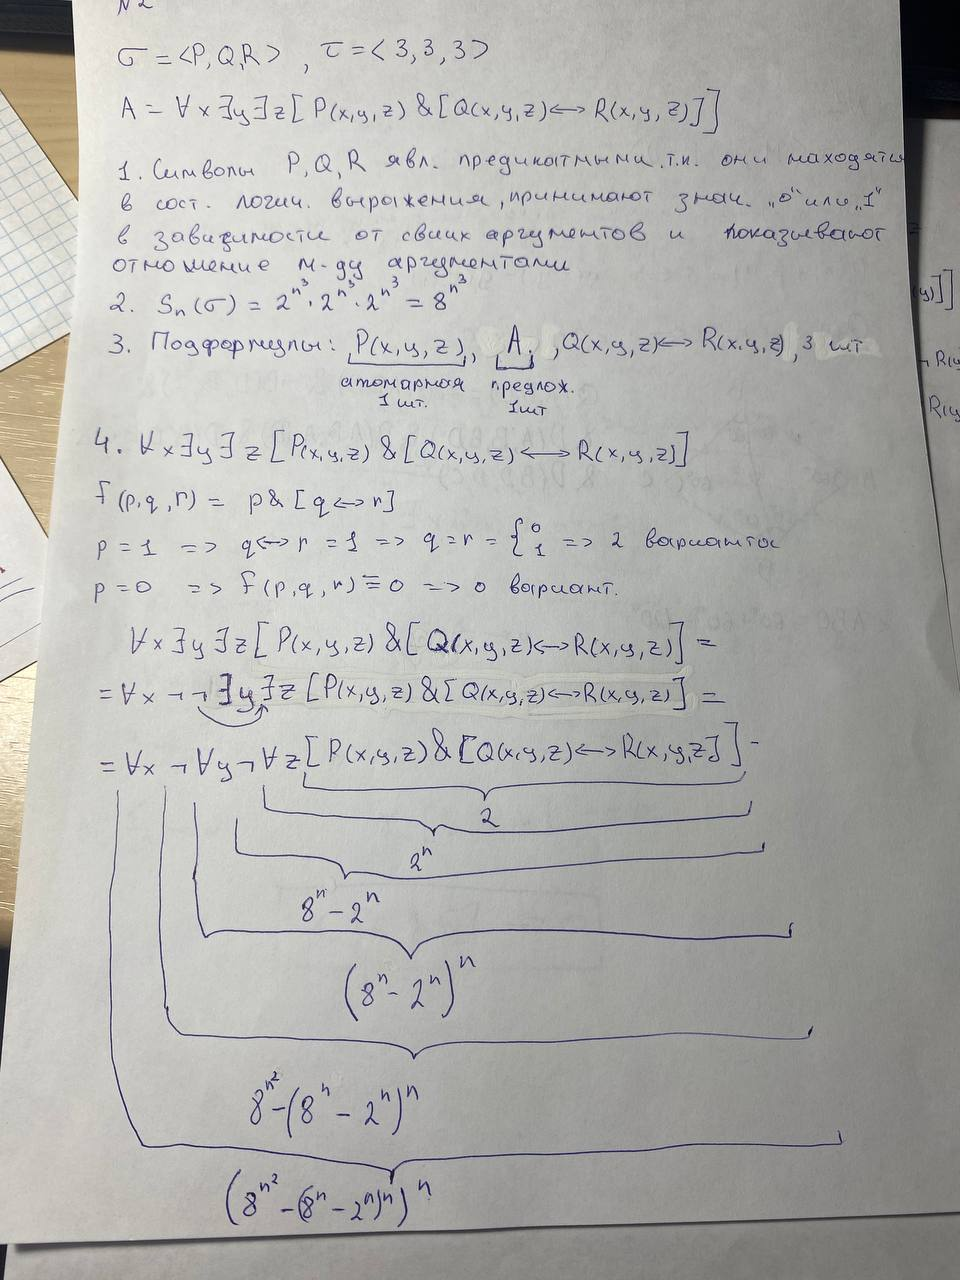 N2
σ = <P, Q, R> , τ = < 3, 3, 3 >
A = ∀x∃y∃z[P(x,y,z) & [Q(x,y,z)<->R(x,y,z)]]
1. Символы P, Q, R явл. предикатными т.к. они находятся
в сост. логич. выражения, принимают знач. „0“ или „1“
в зависимости от своих аргументов и показывают
отношение м-ду аргументами
2. Sₙ(σ) = 2^n³ · 2^n³ · 2^n³ = 8^n³
3. Подформулы: P(x,y,z), A, Q(x,y,z)<->R(x,y,z), 3 шт
атомарная предлож.
1 шт. 1шт
4. ∀x∃y∃z[P(x,y,z) & [Q(x,y,z)<->R(x,y,z)]
f(p,q,r) = p & [q<->r]
p = 1 => q<->r = 1 => q = r = { 0 1 => 2 варианта
p = 0 => f(p,q,r) ≡ 0 => 0 вариант.
∀x∃y∃z[P(x,y,z) & [Q(x,y,z)<->R(x,y,z)] =
= ∀x ¬¬∃y∃z[P(x,y,z) & [Q(x,y,z)<->R(x,y,z)] =
= ∀x ¬∀y¬∀z[P(x,y,z) & [Q(x,y,z)<->R(x,y,z]] -
2
2^n
8^n - 2^n
(8^n - 2^n)^n
8^n² - (8^n - 2^n)^n
(8^n² - (8^n - 2^n)^n)^n